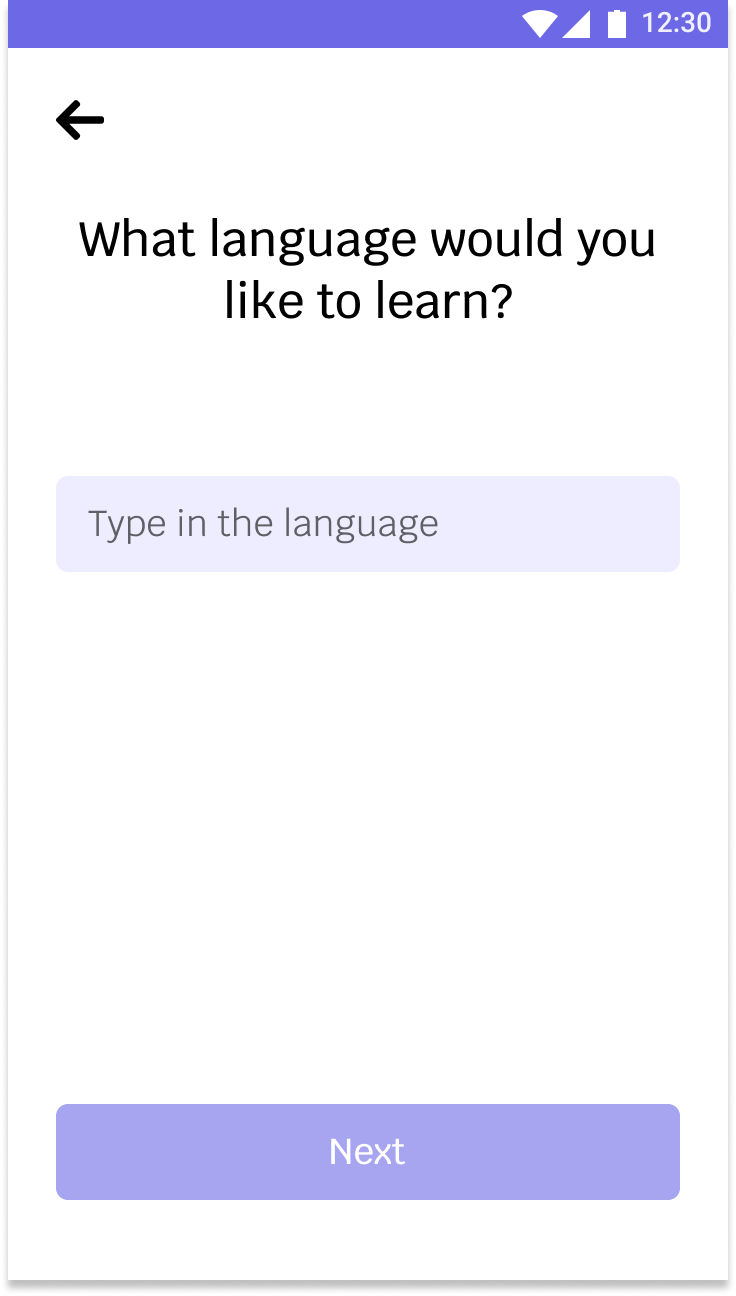 12:30
What language would you
like to learn?
Type in the language
Next